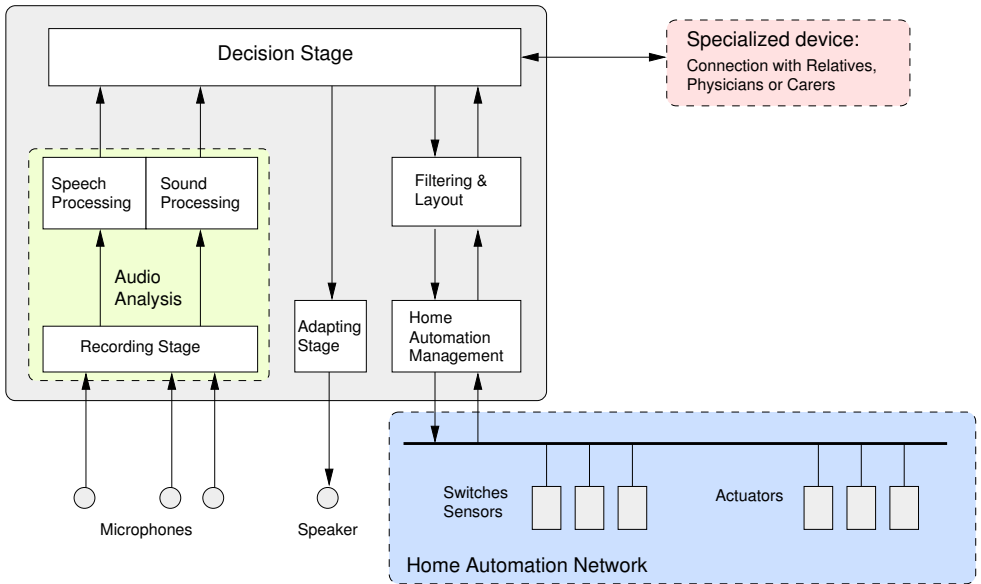 Decision Stage
Specialized device:
Connection with Relatives,
Physicians or Carers
Speech
Processing
Sound
Processing
Filtering &
Layout
Audio
Analysis
Recording Stage
Adapting
Stage
Home
Automation
Management
Microphones
Speaker
Switches
Sensors
Actuators
Home Automation Network